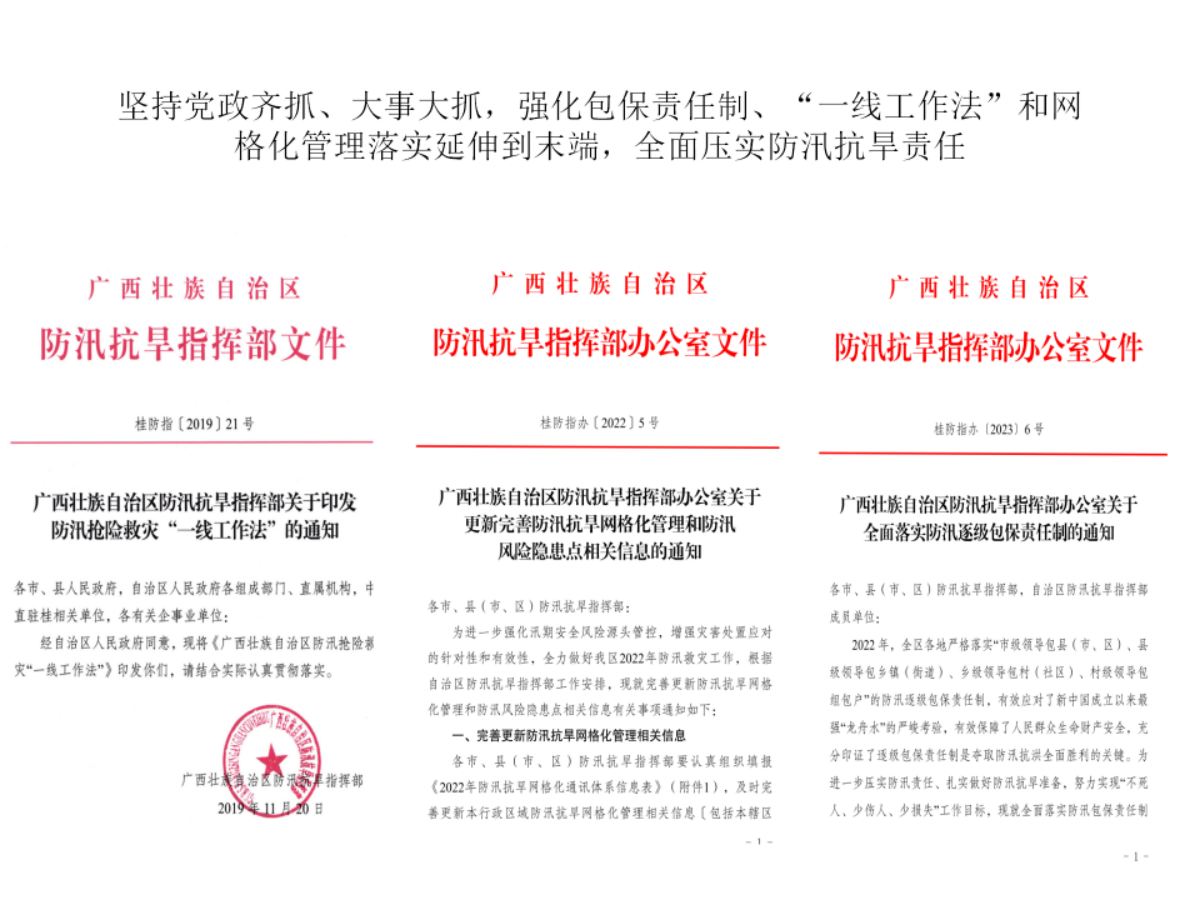 坚持党政齐抓、大事大抓，强化包保责任制、“一线工作法”和网
格化管理落实延伸到末端，全面压实防汛抗旱责任
广西壮族自治区
防汛抗旱指挥部文件
桂防指〔2019〕21 号
广西壮族自治区防汛抗旱指挥部关于印发
防汛抢险救灾“一线工作法”的通知
各市、县人民政府，自治区人民政府各组成部门、直属机构，中
直驻桂相关单位，各有关企事业单位：
经自治区人民政府同意，现将《广西壮族自治区防汛抢险救
灾“一线工作法”》印发你们，请结合实际认真贯彻落实。
广西壮族自治区防汛抗旱指挥部
2019 年 11 月 20 日
广西壮族自治区
防汛抗旱指挥部办公室文件
桂防指办〔2022〕5 号
广西壮族自治区防汛抗旱指挥部办公室关于
更新完善防汛抗旱网格化管理和防汛
风险隐患点相关信息的通知
各市、县（市、区）防汛抗旱指挥部：
为进一步强化汛期安全风险源头管控，增强灾害处置应对
的针对性和有效性，全力做好我区2022年防汛救灾工作，根据
自治区防汛抗旱指挥部工作安排，现就完善更新防汛抗旱网格
化管理和防汛风险隐患点相关信息有关事项通知如下：
一、完善更新防汛抗旱网格化管理相关信息
各市、县（市、区）防汛抗旱指挥部要认真组织填报
《2022年防汛抗旱网格化通讯体系信息表》（附件1），及时完
善更新本行政区域防汛抗旱网格化管理相关信息〔包括本辖区
- 1 -
广西壮族自治区
防汛抗旱指挥部办公室文件
桂防指办〔2023〕6 号
广西壮族自治区防汛抗旱指挥部办公室关于
全面落实防汛逐级包保责任制的通知
各市、县（市、区）防汛抗旱指挥部，自治区防汛抗旱指挥部
成员单位：
2022 年，全区各地严格落实“市级领导包县（市、区）、县
级领导包乡镇（街道）、乡级领导包村（社区）、村级领导包
组包户”的防汛逐级包保责任制，有效应对了新中国成立以来最
强“龙舟水”的严峻考验，有效保障了人民群众生命财产安全，充
分印证了逐级包保责任制是夺取防汛抗洪全面胜利的关键。为
进一步压实防汛责任、扎实做好防汛抗旱准备，努力实现“不死
人、少伤人、少损失”工作目标，现就全面落实防汛包保责任制
- 1 -